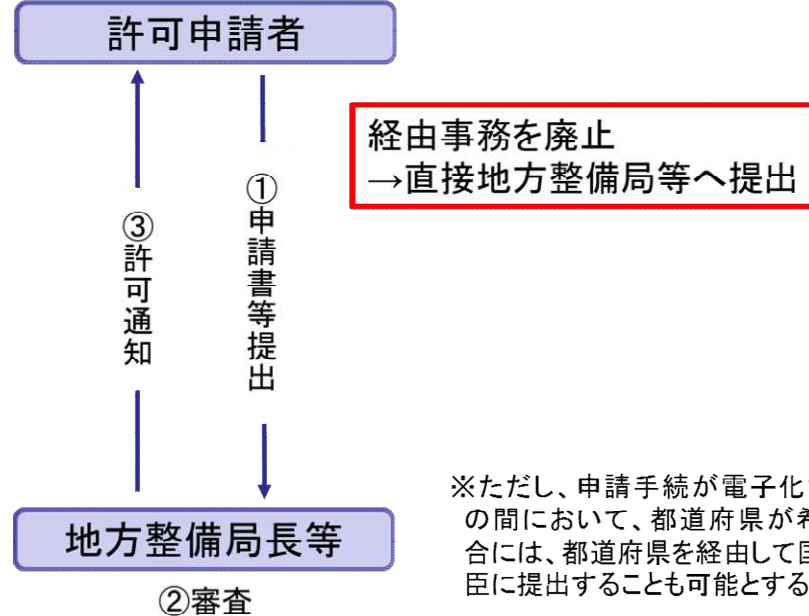 許可申請者
経由事務を廃止
→直接地方整備局等へ提出
①申請書等提出
③許可通知
地方整備局長等
②審査
※ただし、申請手続が電子化
の間において、都道府県が
合には、都道府県を経由して
臣に提出することも可能とする